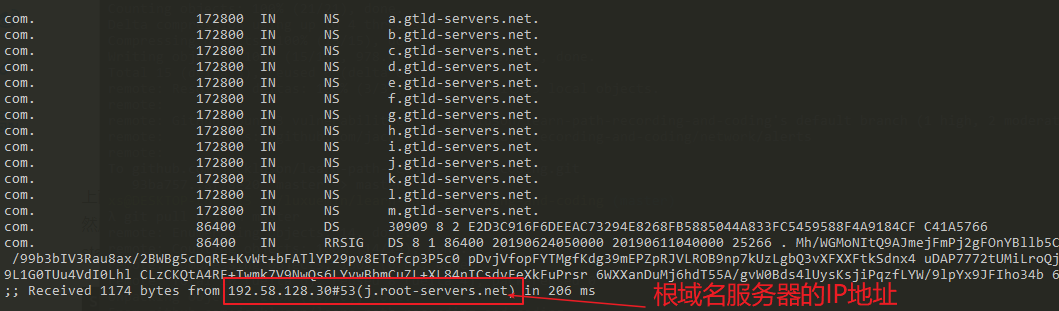 com. 172800 IN NS a.gtld-servers.net.
com. 172800 IN NS b.gtld-servers.net.
com. 172800 IN NS c.gtld-servers.net.
com. 172800 IN NS d.gtld-servers.net.
com. 172800 IN NS e.gtld-servers.net.
com. 172800 IN NS f.gtld-servers.net.
com. 172800 IN NS g.gtld-servers.net.
com. 172800 IN NS h.gtld-servers.net.
com. 172800 IN NS i.gtld-servers.net.
com. 172800 IN NS j.gtld-servers.net.
com. 172800 IN NS k.gtld-servers.net.
com. 172800 IN NS l.gtld-servers.net.
com. 172800 IN NS m.gtld-servers.net.
com. 86400 IN DS 30909 8 2 E2D3C916F6DEEAC73294E8268FB5885044A833FC5459588F4A9184CF C41A5766
com. 86400 IN RRSIG DS 8 1 86400 20190624050000 20190611040000 25266 . Mh/WGMoNItQ9AJmejFmPj2gFOnYBllb5C
/99b3bIV3Rau8ax/2BWBg5cDqRE+KvWt+bFATlYP29pv8ETofcp3P5c0 pDvjVfopFYTMgfKdg39mEPZpRJVLROB9np7kUzLgbQ3vXFXXFtkSdnx4 uDAP7772tUMiLroQj
9L1G0TUu4VdI0Lhl 6WXXanDuMj6hdT55A/gvW0Bds4lUysKsjiPqzfLYW/9lpYx9JFIho34b 6
;; Received 1174 bytes from 192.58.128.30#53(j.root-servers.net) in 206 ms
根域名服务器的IP地址